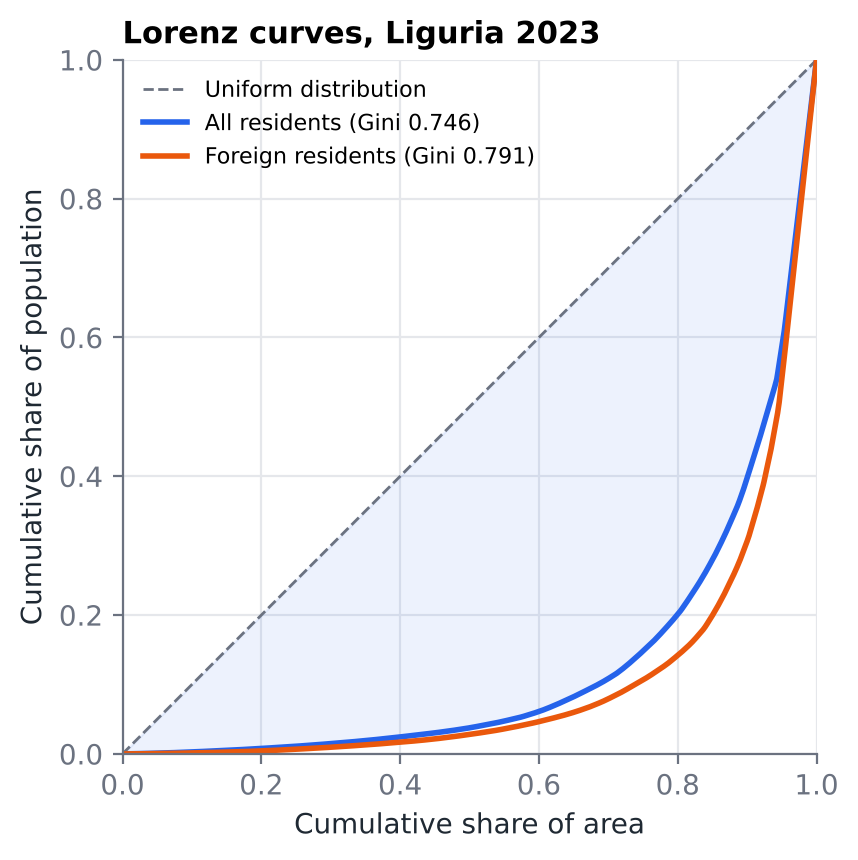 Lorenz curves, Liguria 2023
Uniform distribution
All residents (Gini 0.746)
Foreign residents (Gini 0.791)
Cumulative share of population
1.0
0.8
0.6
0.4
0.2
0.0
0.0 0.2 0.4 0.6 0.8 1.0
Cumulative share of area